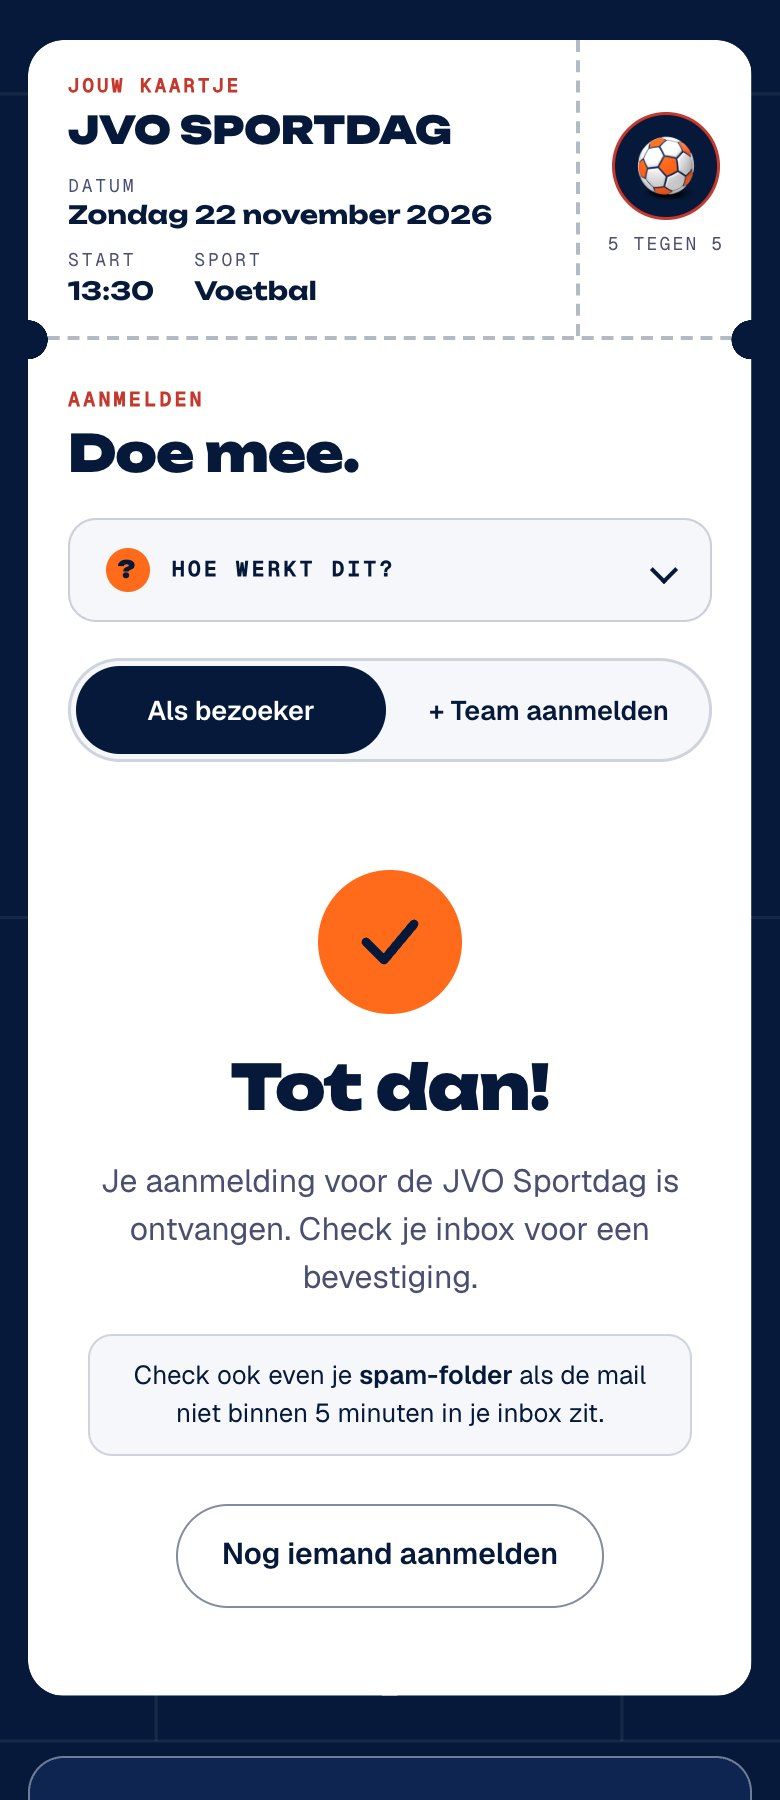 JOUW KAARTJE
JVO SPORTDAG
DATUM
Zondag 22 november 2026
START SPORT
13:30 Voetbal
5 TEGEN 5
AANMELDEN
Doe mee.
? HOE WERKT DIT?
Als bezoeker + Team aanmelden
Tot dan!
Je aanmelding voor de JVO Sportdag is
ontvangen. Check je inbox voor een
bevestiging.
Check ook even je spam-folder als de mail
niet binnen 5 minuten in je inbox zit.
Nog iemand aanmelden